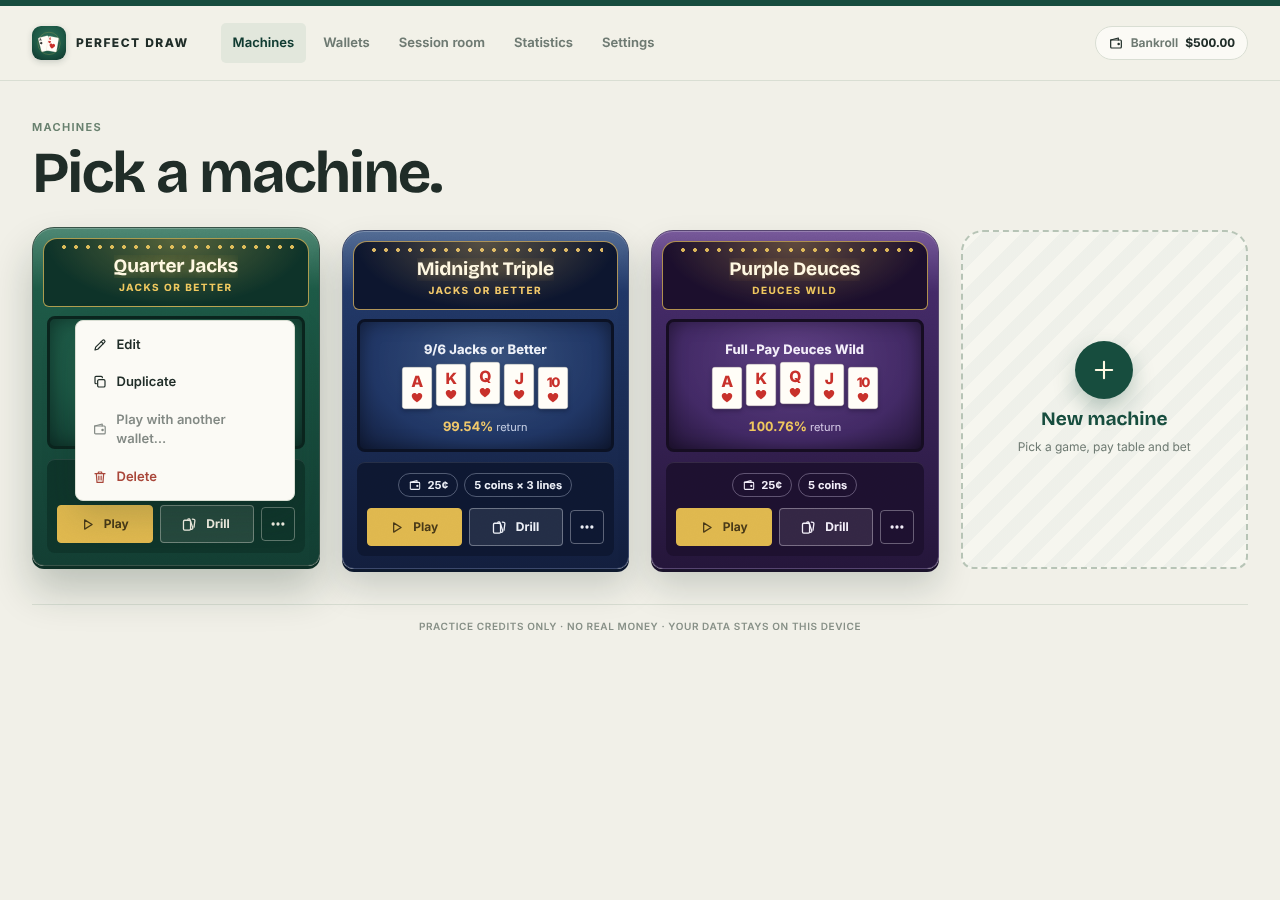 PERFECT DRAW
Machines
Wallets
Session room
Statistics
Settings
Bankroll $500.00
MACHINES
Pick a machine.
Quarter Jacks
JACKS OR BETTER
Edit
Duplicate
Play with another
wallet...
Delete
Play
Drill
Midnight Triple
JACKS OR BETTER
9/6 Jacks or Better
A K Q J 10
99.54% return
25¢
5 coins × 3 lines
Play
Drill
Purple Deuces
DEUCES WILD
Full-Pay Deuces Wild
A K Q J 10
100.76% return
25¢
5 coins
Play
Drill
New machine
Pick a game, pay table and bet
PRACTICE CREDITS ONLY · NO REAL MONEY · YOUR DATA STAYS ON THIS DEVICE